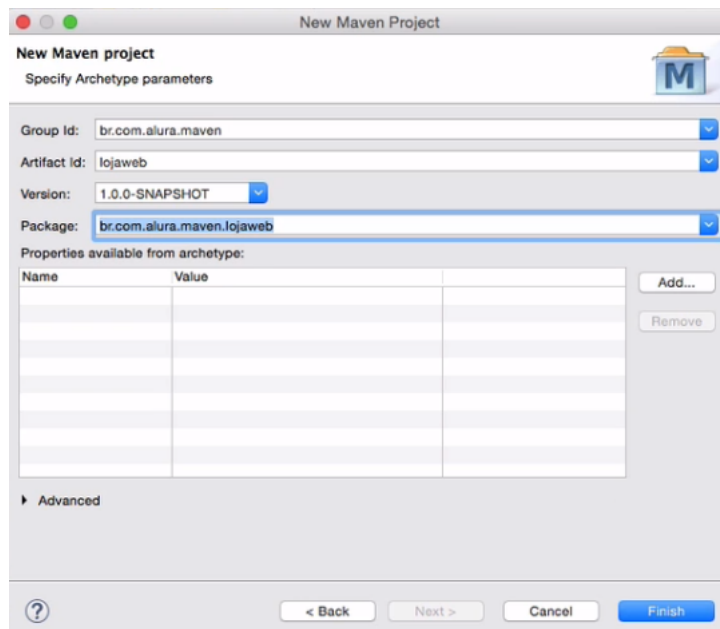 New Maven Project
New Maven project
Specify Archetype parameters
M
Group Id: br.com.alura.maven
Artifact Id: lojaweb
Version: 1.0.0-SNAPSHOT
Package: br.com.alura.maven.lojaweb
Properties available from archetype:
Name Value
Add...
Remove
Advanced
? < Back Next > Cancel Finish